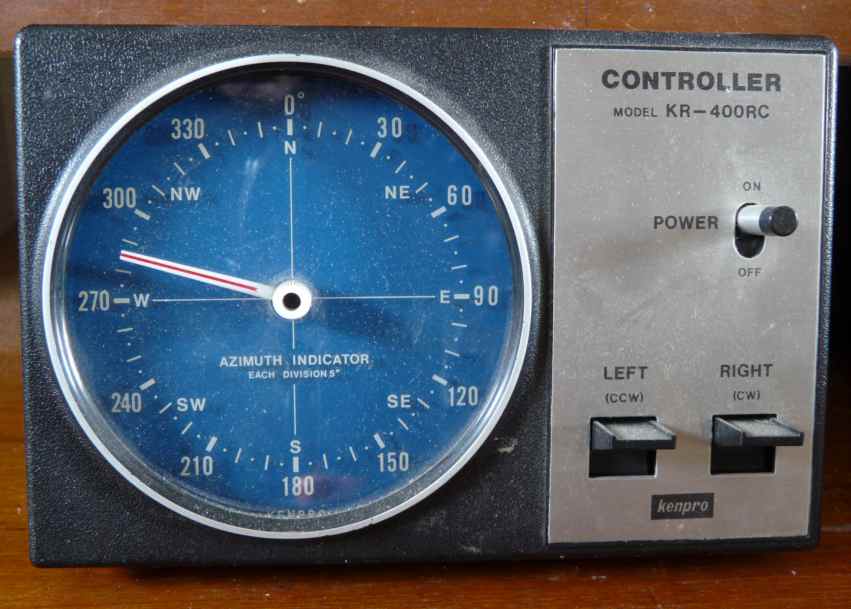 0°
330
30
N
NW
NE
300
60
270
W
E
90
AZIMUTH INDICATOR
EACH DIVISION 5°
240
SW
SE
120
S
210
150
180
KENPRO
CONTROLLER
MODEL KR-400RC
ON
POWER
OFF
LEFT
(CCW)
RIGHT
(CW)
kenpro